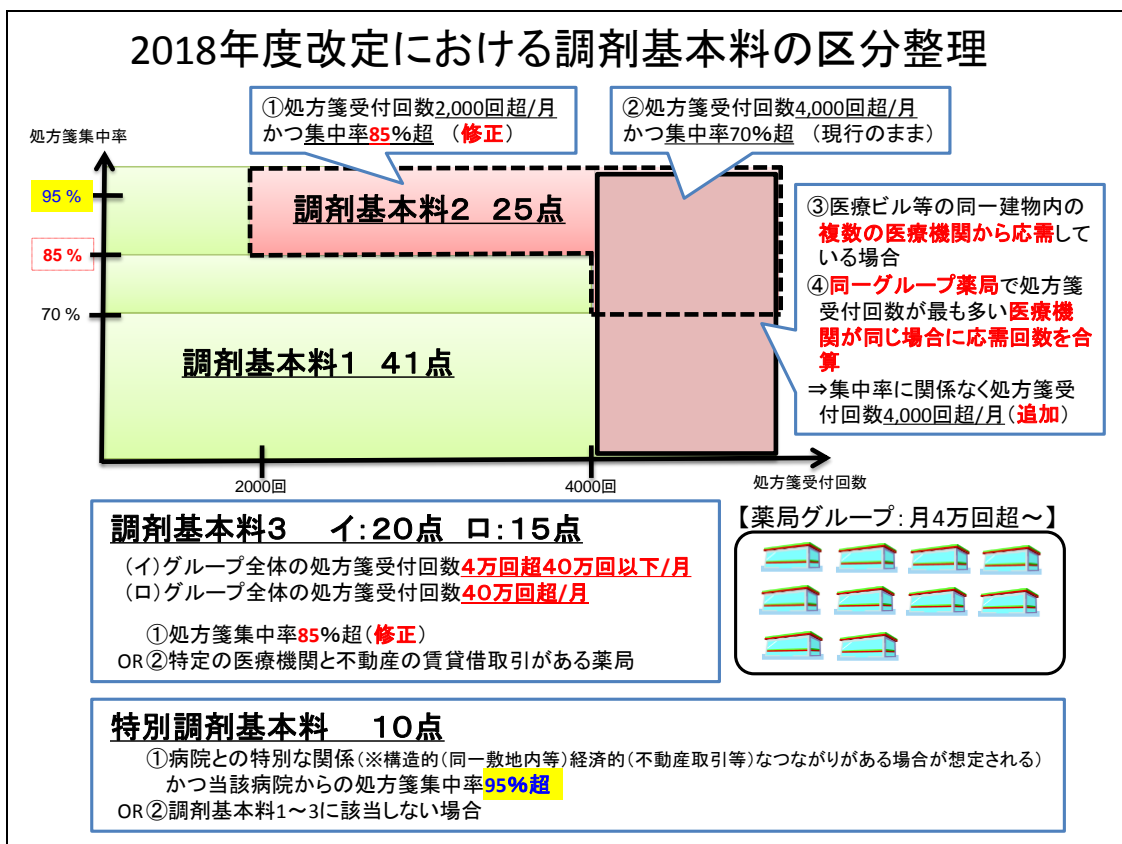 2018年度改定における調剤基本料の区分整理
①処方箋受付回数2,000回超/月
かつ集中率85%超 (修正)
②処方箋受付回数4,000回超/月
かつ集中率70%超 (現行のまま)
処方箋集中率
95 %
85 %
70 %
調剤基本料2 25点
調剤基本料1 41点
③医療ビル等の同一建物内の
複数の医療機関から応需して
いる場合
④同一グループ薬局で処方箋
受付回数が最も多い医療機
関が同じ場合に応需回数を合
算
⇒集中率に関係なく処方箋受
付回数4,000回超/月(追加)
2000回
4000回
処方箋受付回数
調剤基本料3 イ:20点 ロ:15点
(イ)グループ全体の処方箋受付回数4万回超40万回以下/月
(ロ)グループ全体の処方箋受付回数40万回超/月
①処方箋集中率85%超(修正)
OR②特定の医療機関と不動産の賃貸借取引がある薬局
【薬局グループ:月4万回超~】
特別調剤基本料 10点
①病院との特別な関係(※構造的(同一敷地内等)経済的(不動産取引等)なつながりがある場合が想定される)
かつ当該病院からの処方箋集中率95%超
OR②調剤基本料1~3に該当しない場合